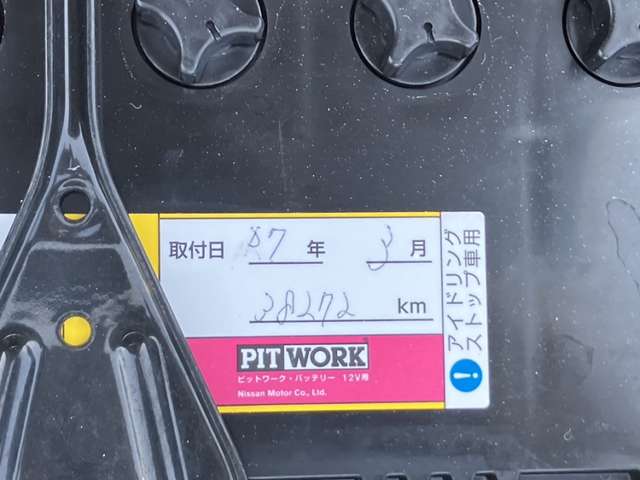 取付日 R7 年 3 月
38272 km
PITWORK
ピットワーク・バッテリー 12V用
Nissan Motor Co., Ltd.
アイドリング
ストップ車用